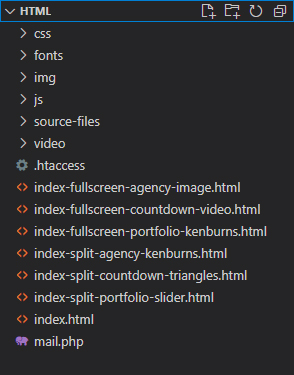 HTML
css
fonts
img
js
source-files
video
.htaccess
index-fullscreen-agency-image.html
index-fullscreen-countdown-video.html
index-fullscreen-portfolio-kenburns.html
index-split-agency-kenburns.html
index-split-countdown-triangles.html
index-split-portfolio-slider.html
index.html
mail.php